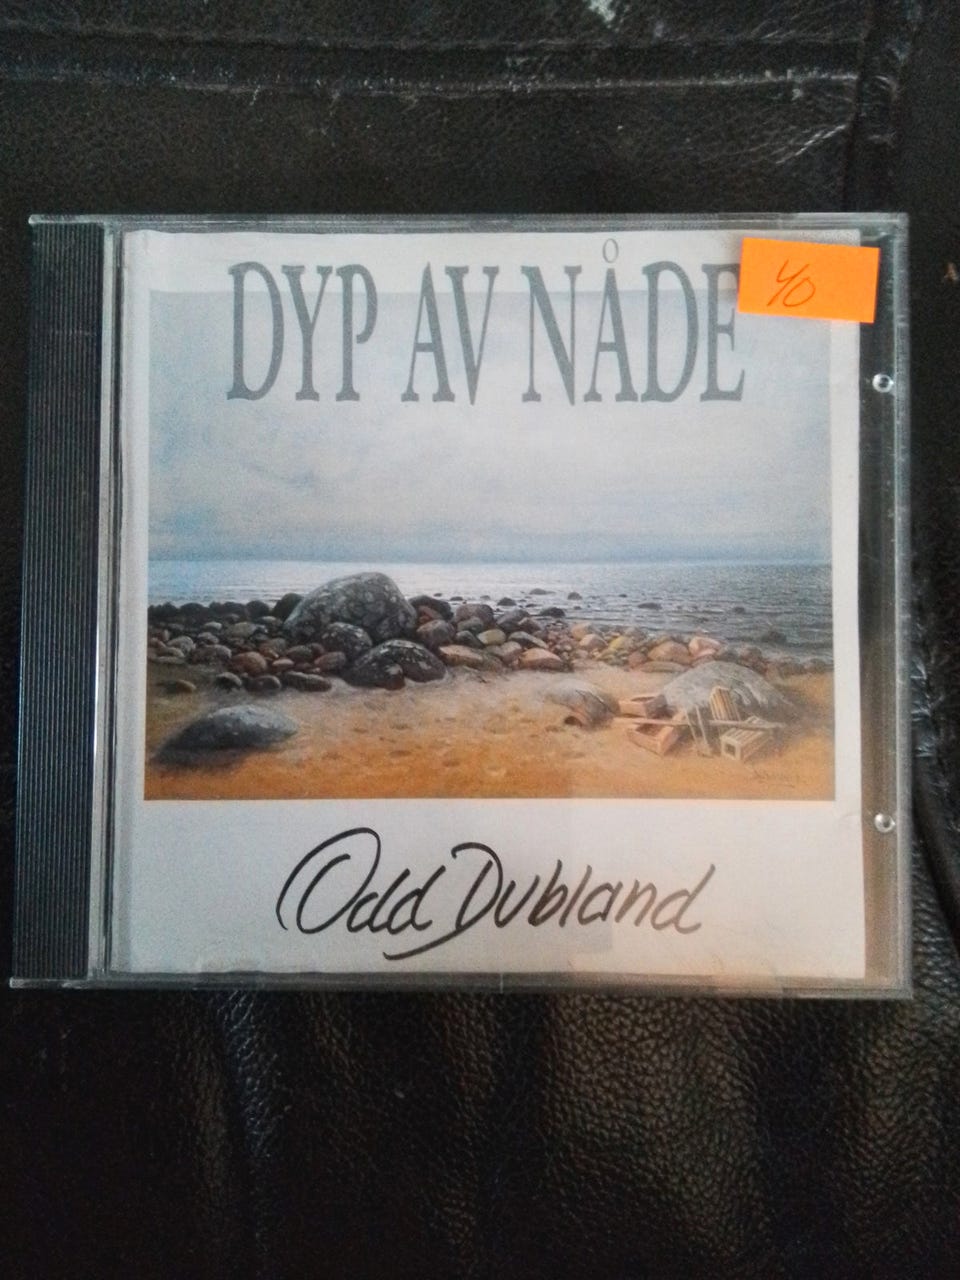 DYP AV NÅDE
40
Odd Dubland